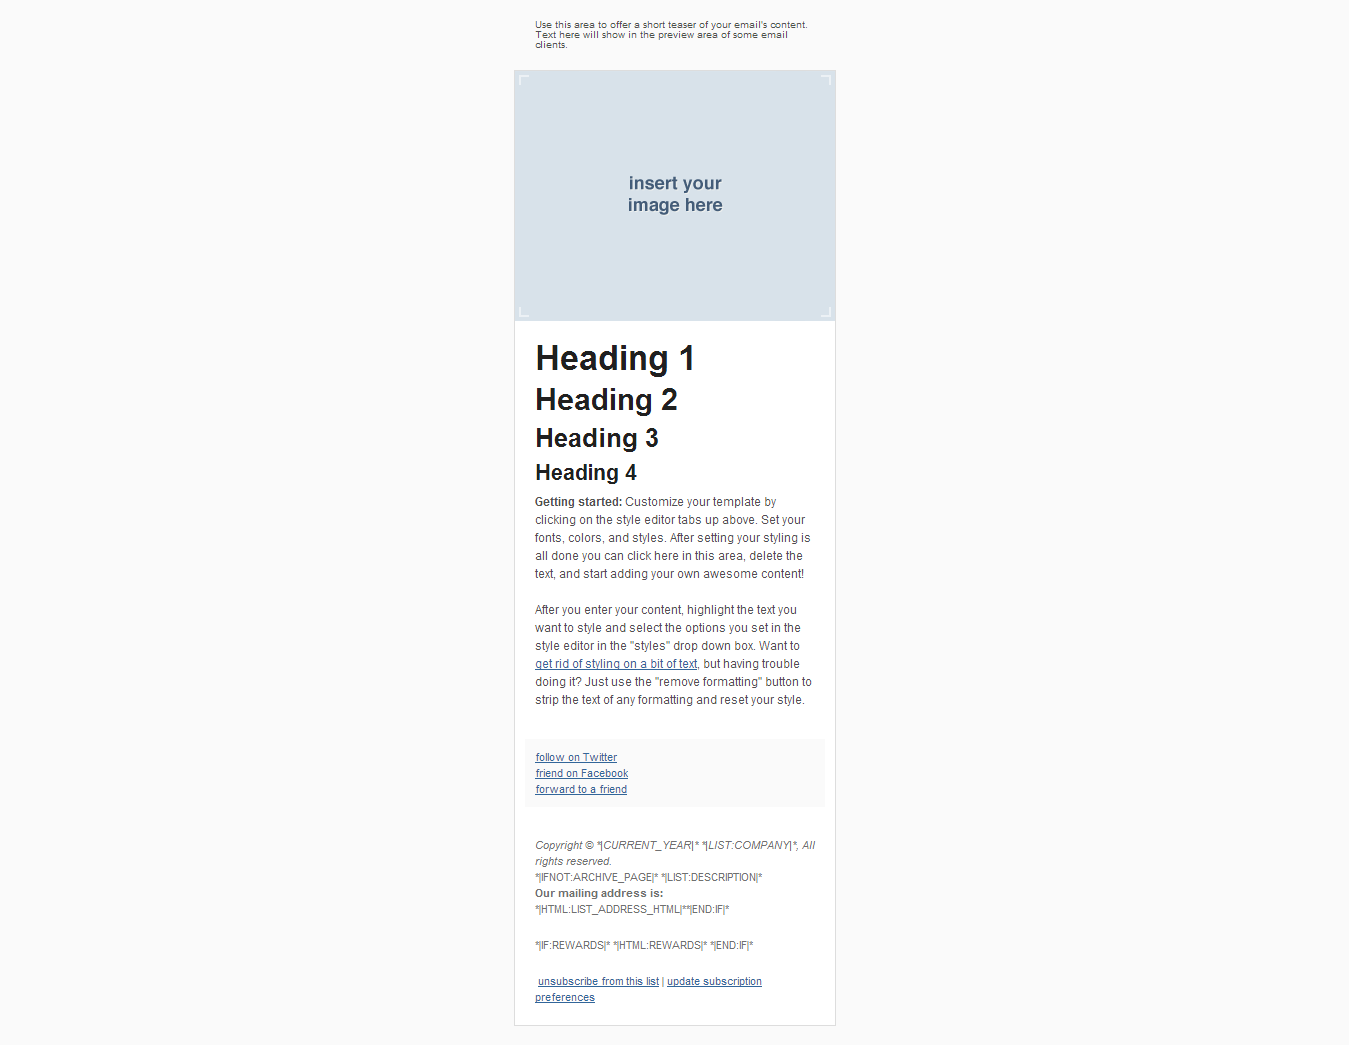 Use this area to offer a short teaser of your email's content.
Text here will show in the preview area of some email
clients.
insert your
image here
Heading 1
Heading 2
Heading 3
Heading 4
Getting started: Customize your template by
clicking on the style editor tabs up above. Set your
fonts, colors, and styles. After setting your styling is
all done you can click here in this area, delete the
text, and start adding your own awesome content!
After you enter your content, highlight the text you
want to style and select the options you set in the
style editor in the "styles" drop down box. Want to
get rid of styling on a bit of text, but having trouble
doing it? Just use the "remove formatting" button to
strip the text of any formatting and reset your style.
follow on Twitter
friend on Facebook
forward to a friend
Copyright © *|CURRENT_YEAR|* *|LIST:COMPANY|*, All
rights reserved.
*|IFNOT:ARCHIVE_PAGE|* *|LIST:DESCRIPTION|*
Our mailing address is:
*|HTML:LIST_ADDRESS_HTML|**|END:IF|*
*|IF:REWARDS|* *|HTML:REWARDS|* *|END:IF|*
unsubscribe from this list | update subscription
preferences